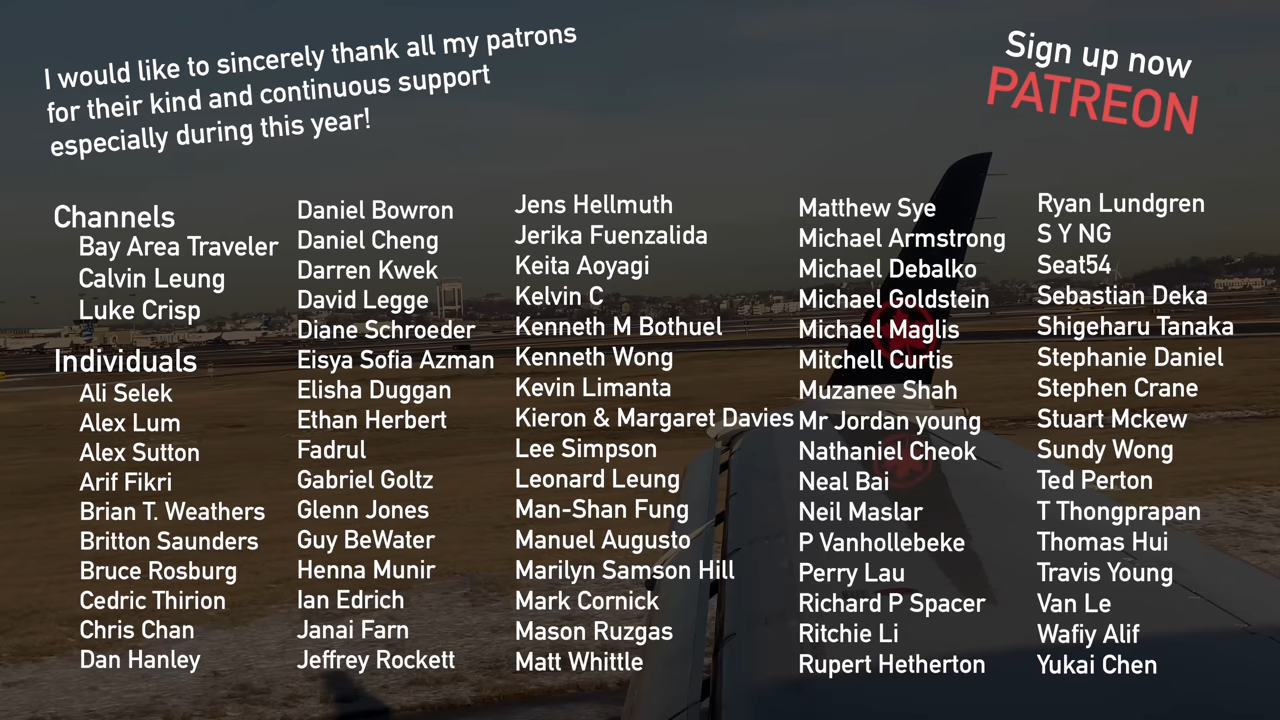 I would like to sincerely thank all my patrons
for their kind and continuous support
especially during this year!
Sign up now
PATREON
Channels
Bay Area Traveler
Calvin Leung
Luke Crisp
Individuals
Ali Selek
Alex Lum
Alex Sutton
Arif Fikri
Brian T. Weathers
Britton Saunders
Bruce Rosburg
Cedric Thirion
Chris Chan
Dan Hanley
Daniel Bowron
Daniel Cheng
Darren Kwek
David Legge
Diane Schroeder
Eisya Sofia Azman
Elisha Duggan
Ethan Herbert
Fadrul
Gabriel Goltz
Glenn Jones
Guy BeWater
Henna Munir
Ian Edrich
Janai Farn
Jeffrey Rockett
Jens Hellmuth
Jerika Fuenzalida
Keita Aoyagi
Kelvin C
Kenneth M Bothuel
Kenneth Wong
Kevin Limanta
Kieron & Margaret Davies
Lee Simpson
Leonard Leung
Man-Shan Fung
Manuel Augusto
Marilyn Samson Hill
Mark Cornick
Mason Ruzgas
Matt Whittle
Matthew Sye
Michael Armstrong
Michael Debalko
Michael Goldstein
Michael Maglis
Mitchell Curtis
Muzanee Shah
Mr Jordan young
Nathaniel Cheok
Neal Bai
Neil Maslar
P Vanhollebeke
Perry Lau
Richard P Spacer
Ritchie Li
Rupert Hetherton
Ryan Lundgren
S Y NG
Seat54
Sebastian Deka
Shigeharu Tanaka
Stephanie Daniel
Stephen Crane
Stuart Mckew
Sundy Wong
Ted Perton
T Thongprapan
Thomas Hui
Travis Young
Van Le
Wafiy Alif
Yukai Chen